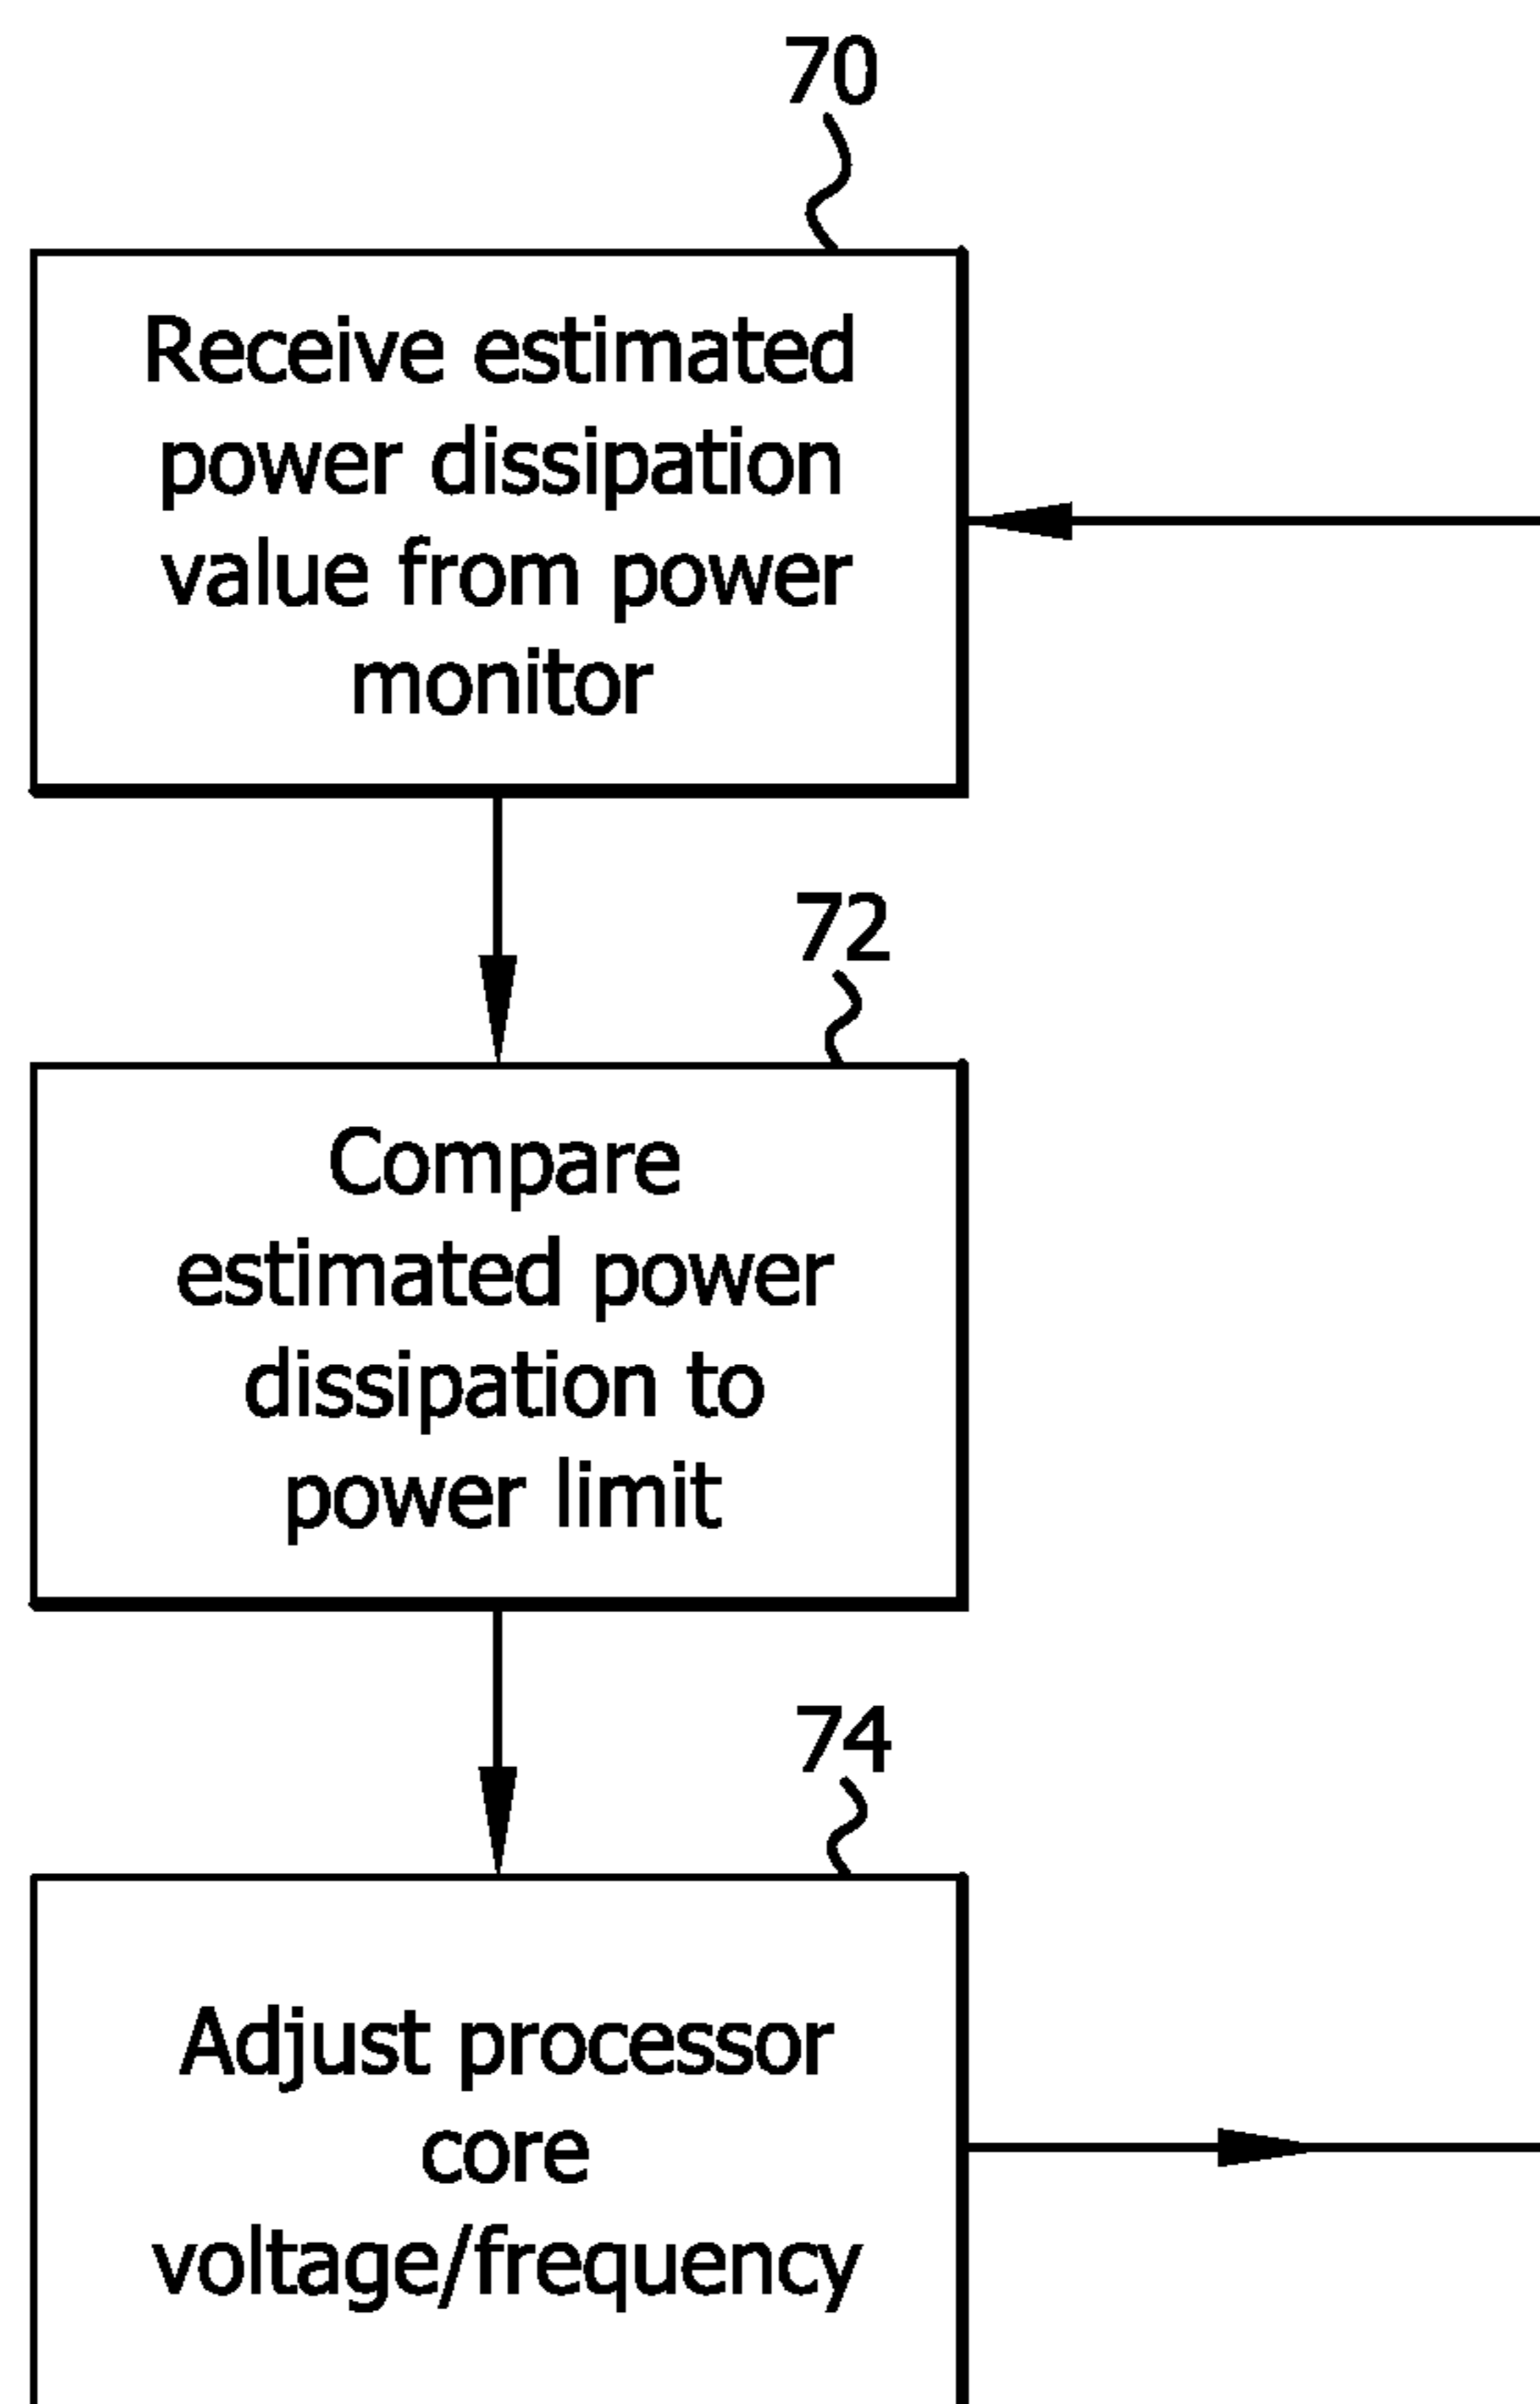 70
Receive estimated
power dissipation
value from power
monitor
72
Compare
estimated power
dissipation to
power limit
74
Adjust processor
core
voltage/frequency